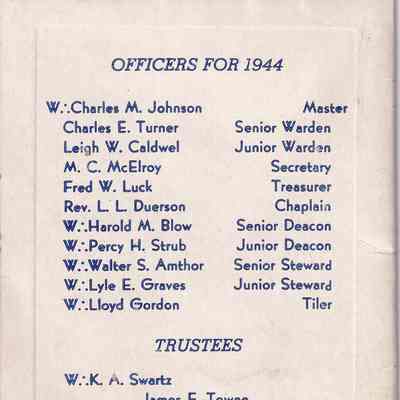 OFFICERS FOR 1944
W∴Charles M. Johnson Master
Charles E. Turner Senior Warden
Leigh W. Caldwel Junior Warden
M. C. McElroy Secretary
Fred W. Luck Treasurer
Rev. L. L. Duerson Chaplain
W∴Harold M. Blow Senior Deacon
W∴Percy H. Strub Junior Deacon
W∴Walter S. Amthor Senior Steward
W∴Lyle E. Graves Junior Steward
W∴Lloyd Gordon Tiler
TRUSTEES
W∴K. A. Swartz
James E. Towne